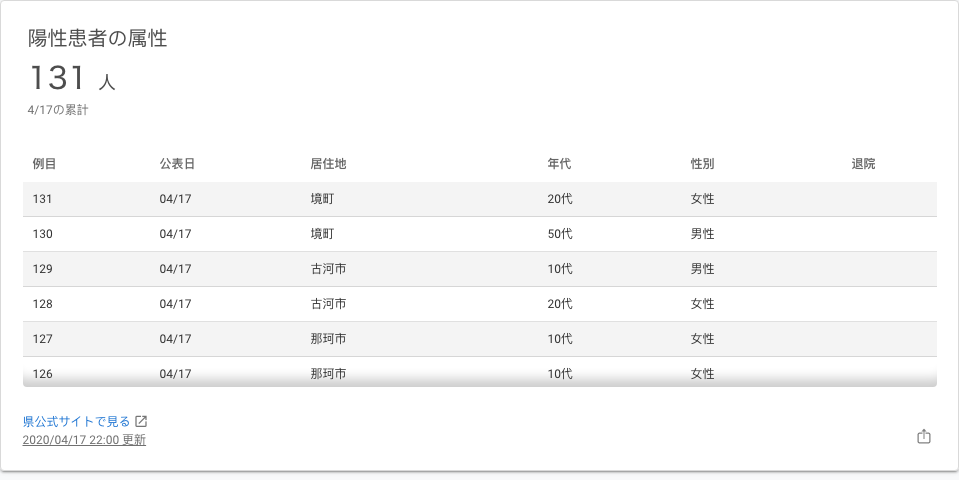 陽性患者の属性
131 人
4/17の累計
例目 公表日 居住地 年代 性別 退院
131 04/17 境町 20代 女性
130 04/17 境町 50代 男性
129 04/17 古河市 10代 男性
128 04/17 古河市 20代 女性
127 04/17 那珂市 10代 女性
126 04/17 那珂市 10代 女性
県公式サイトで見る
2020/04/17 22:00 更新